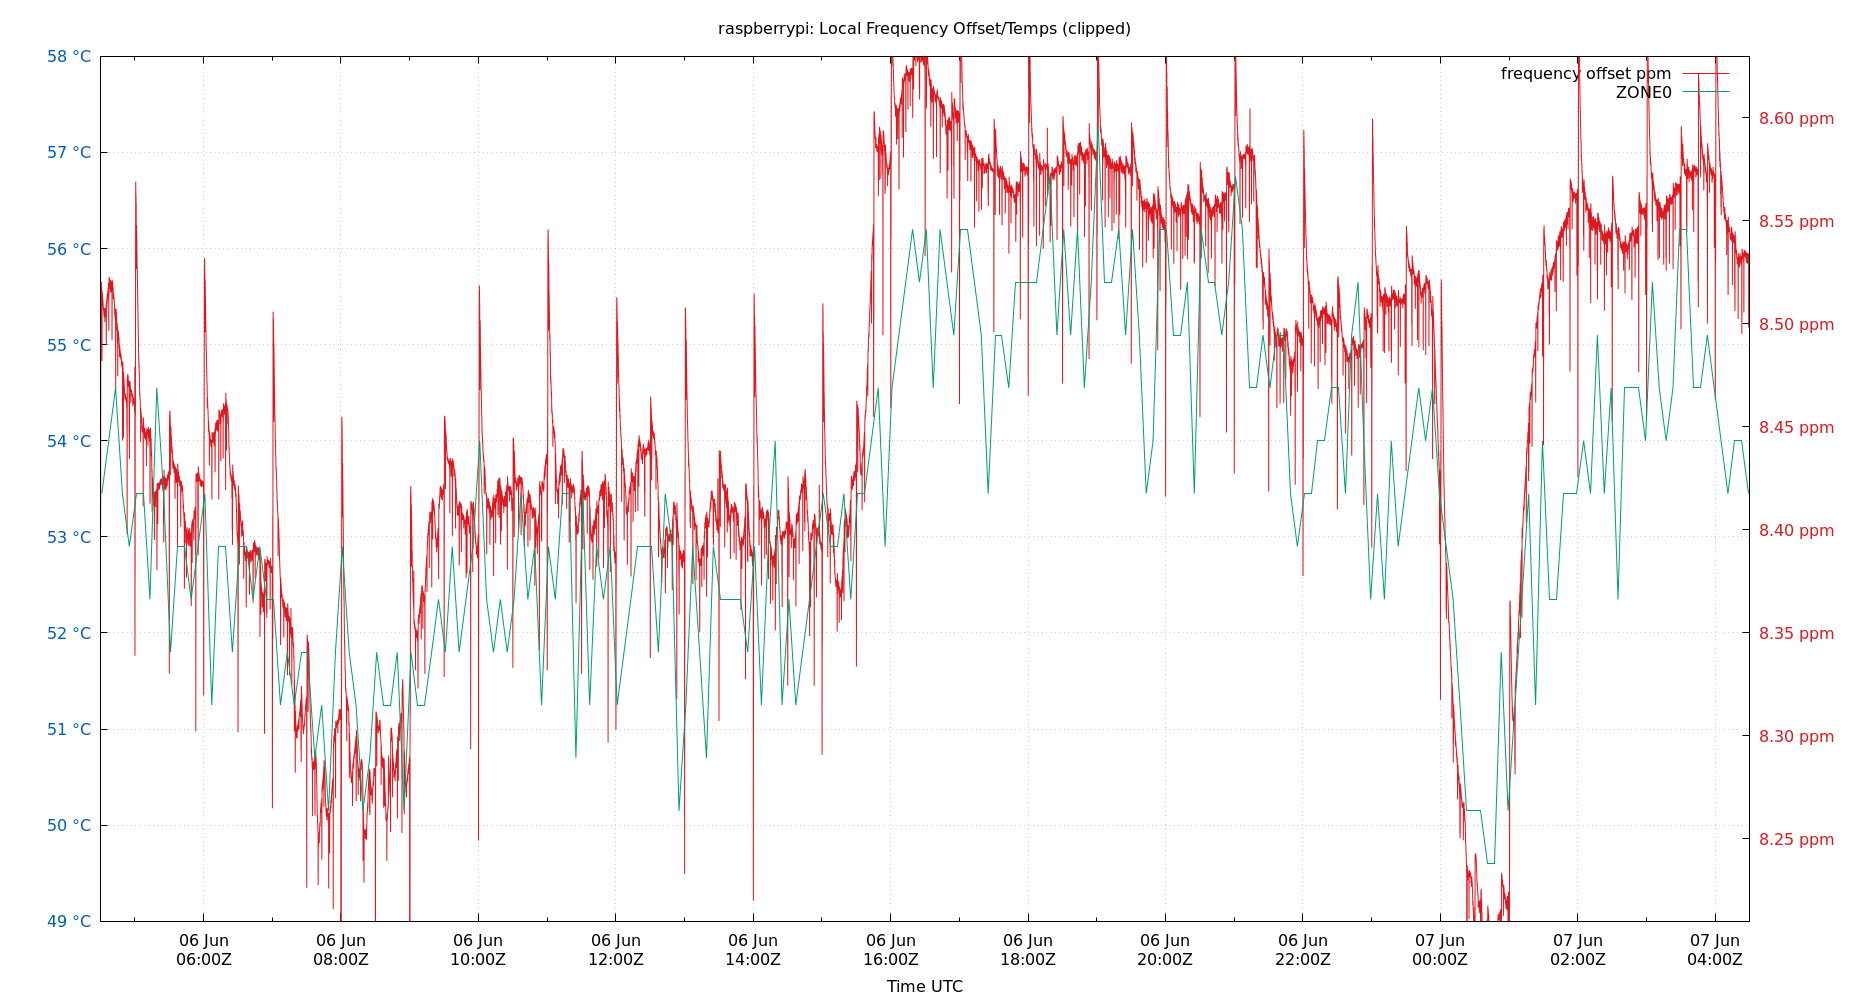 raspberrypi: Local Frequency Offset/Temps (clipped)
58 °C
57 °C
56 °C
55 °C
54 °C
53 °C
52 °C
51 °C
50 °C
49 °C
frequency offset ppm
ZONE0
8.60 ppm
8.55 ppm
8.50 ppm
8.45 ppm
8.40 ppm
8.35 ppm
8.30 ppm
8.25 ppm
06 Jun 06 Jun 06 Jun 06 Jun 06 Jun 06 Jun 06 Jun 06 Jun 06 Jun 07 Jun 07 Jun 07 Jun
06:00Z 08:00Z 10:00Z 12:00Z 14:00Z 16:00Z 18:00Z 20:00Z 22:00Z 00:00Z 02:00Z 04:00Z
Time UTC